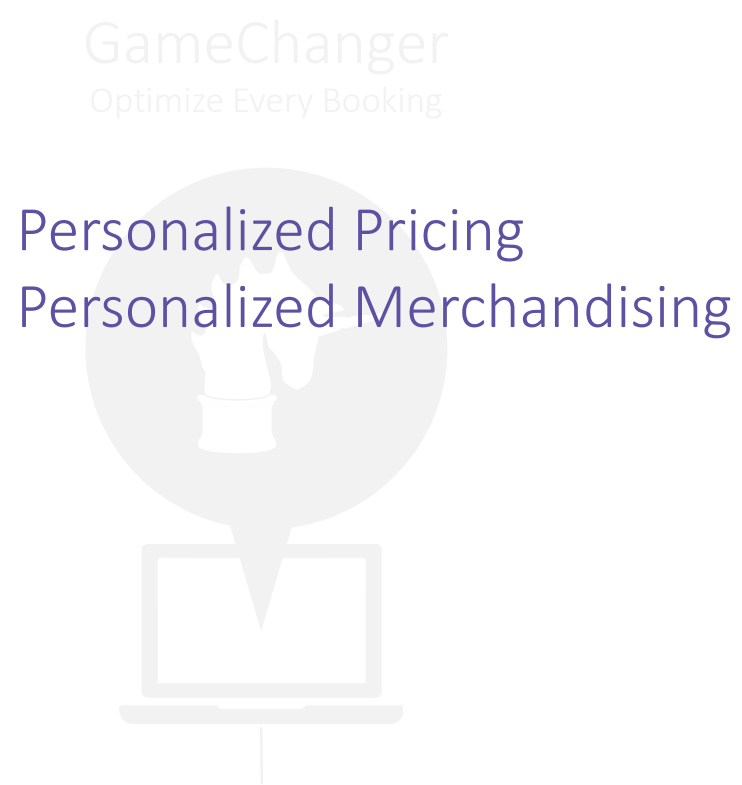 GameChanger
Optimize Every Booking
Personalized Pricing
Personalized Merchandising